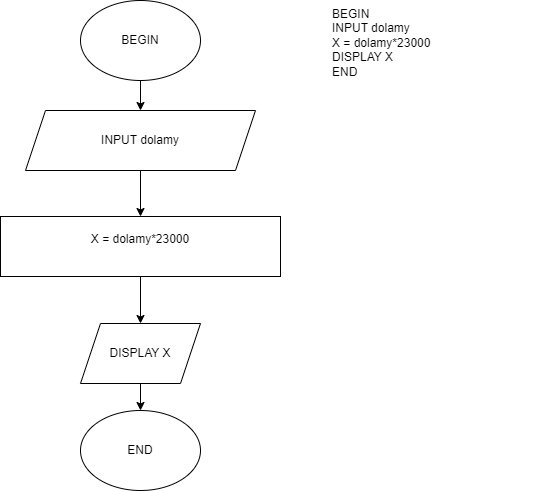 BEGIN
INPUT dolamy
X = dolamy*23000
DISPLAY X
END
BEGIN
INPUT dolamy
X = dolamy*23000
DISPLAY X
END